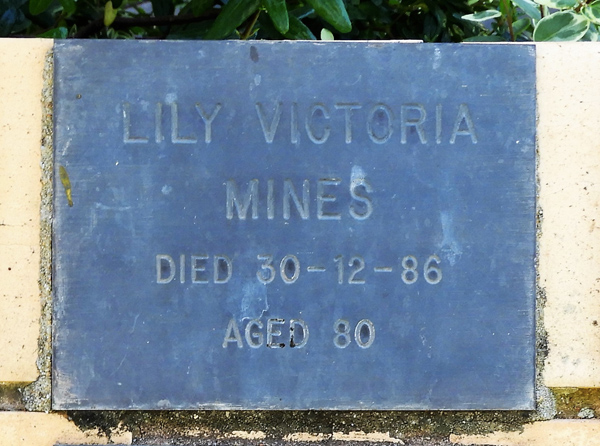 LILY VICTORIA
MINES
DIED 30-12-86
AGED 80